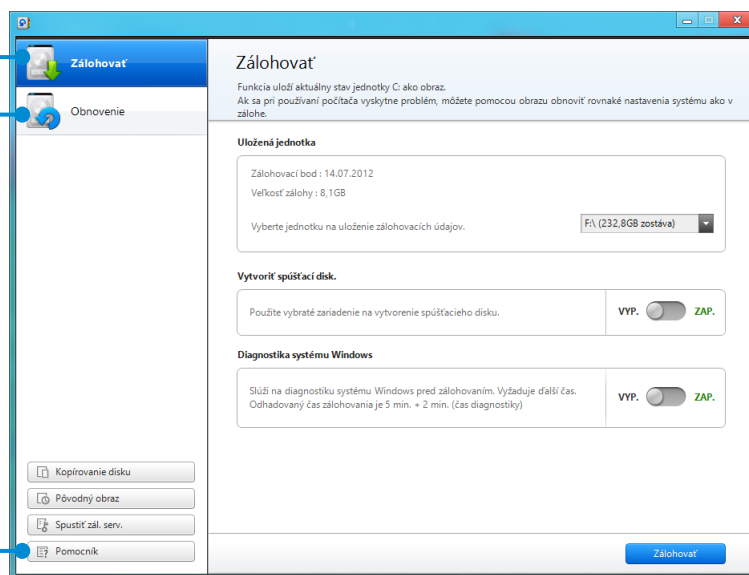 Zálohovať
Obnovenie
Kopírovanie disku
Pôvodný obraz
Spustiť zál. serv.
Pomocník
Zálohovať
Funkcia uloží aktuálny stav jednotky C: ako obraz.
Ak sa pri používaní počítača vyskytne problém, môžete pomocou obrazu obnoviť rovnaké nastavenia systému ako v
zálohe.
Uložená jednotka
Zálohovací bod : 14.07.2012
Veľkosť zálohy : 8,1GB
Vyberte jednotku na uloženie zálohovacích údajov.
F:\ (232,8GB zostáva)
Vytvoriť spúšťací disk.
Použite vybraté zariadenie na vytvorenie spúšťacieho disku.
VYP. ZAP.
Diagnostika systému Windows
Slúži na diagnostiku systému Windows pred zálohovaním. Vyžaduje ďalší čas.
Odhadovaný čas zálohovania je 5 min. + 2 min. (čas diagnostiky)
VYP. ZAP.
Zálohovať